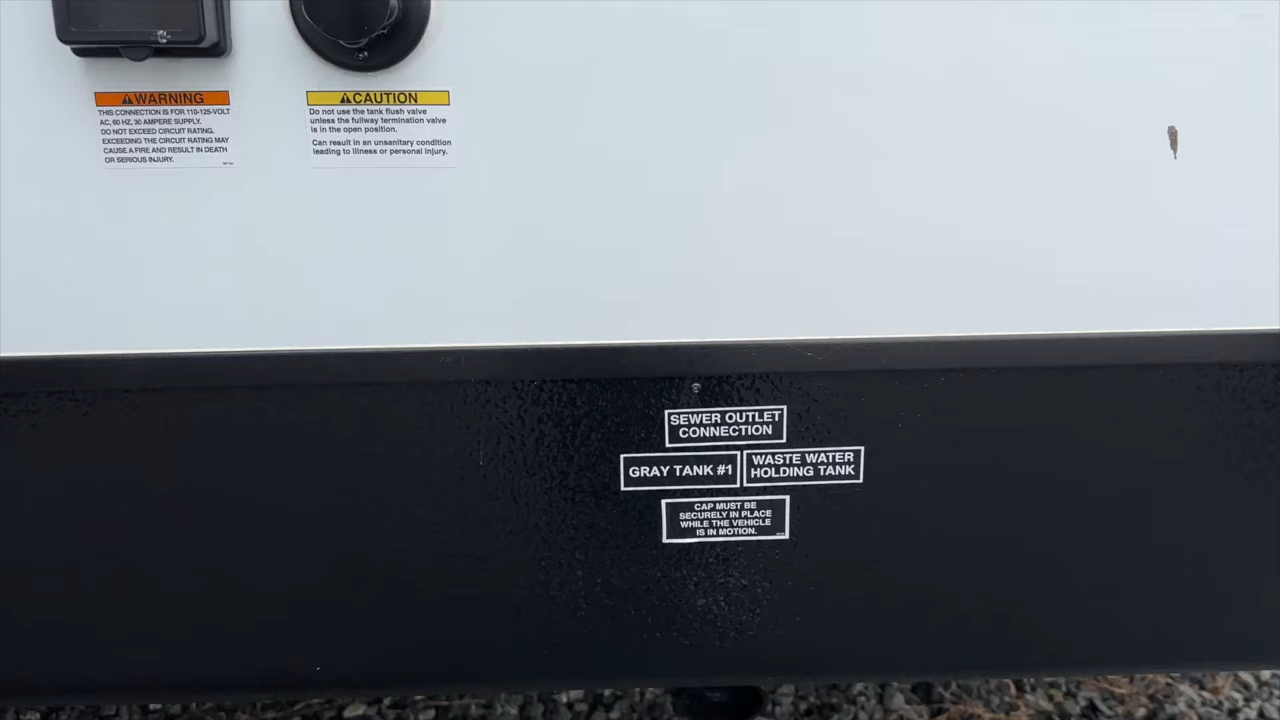 WARNING
THIS CONNECTION IS FOR 110-125-VOLT
AC, 60 HZ, 30 AMPERE SUPPLY.
DO NOT EXCEED CIRCUIT RATING.
EXCEEDING THE CIRCUIT RATING MAY
CAUSE A FIRE AND RESULT IN DEATH
OR SERIOUS INJURY.
CAUTION
Do not use the tank flush valve
unless the fullway termination valve
is in the open position.
Can result in an unsanitary condition
leading to illness or personal injury.
SEWER OUTLET
CONNECTION
GRAY TANK #1
WASTE WATER
HOLDING TANK
CAP MUST BE
SECURELY IN PLACE
WHILE THE VEHICLE
IS IN MOTION.